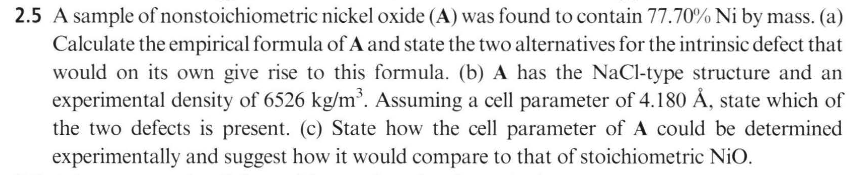 2.5 A sample of nonstoichiometric nickel oxide (A) was found to contain 77.70% Ni by mass. (a)
Calculate the empirical formula of A and state the two alternatives for the intrinsic defect that
would on its own give rise to this formula. (b) A has the NaCl-type structure and an
experimental density of 6526 kg/m³. Assuming a cell parameter of 4.180 Å, state which of
the two defects is present. (c) State how the cell parameter of A could be determined
experimentally and suggest how it would compare to that of stoichiometric NiO.